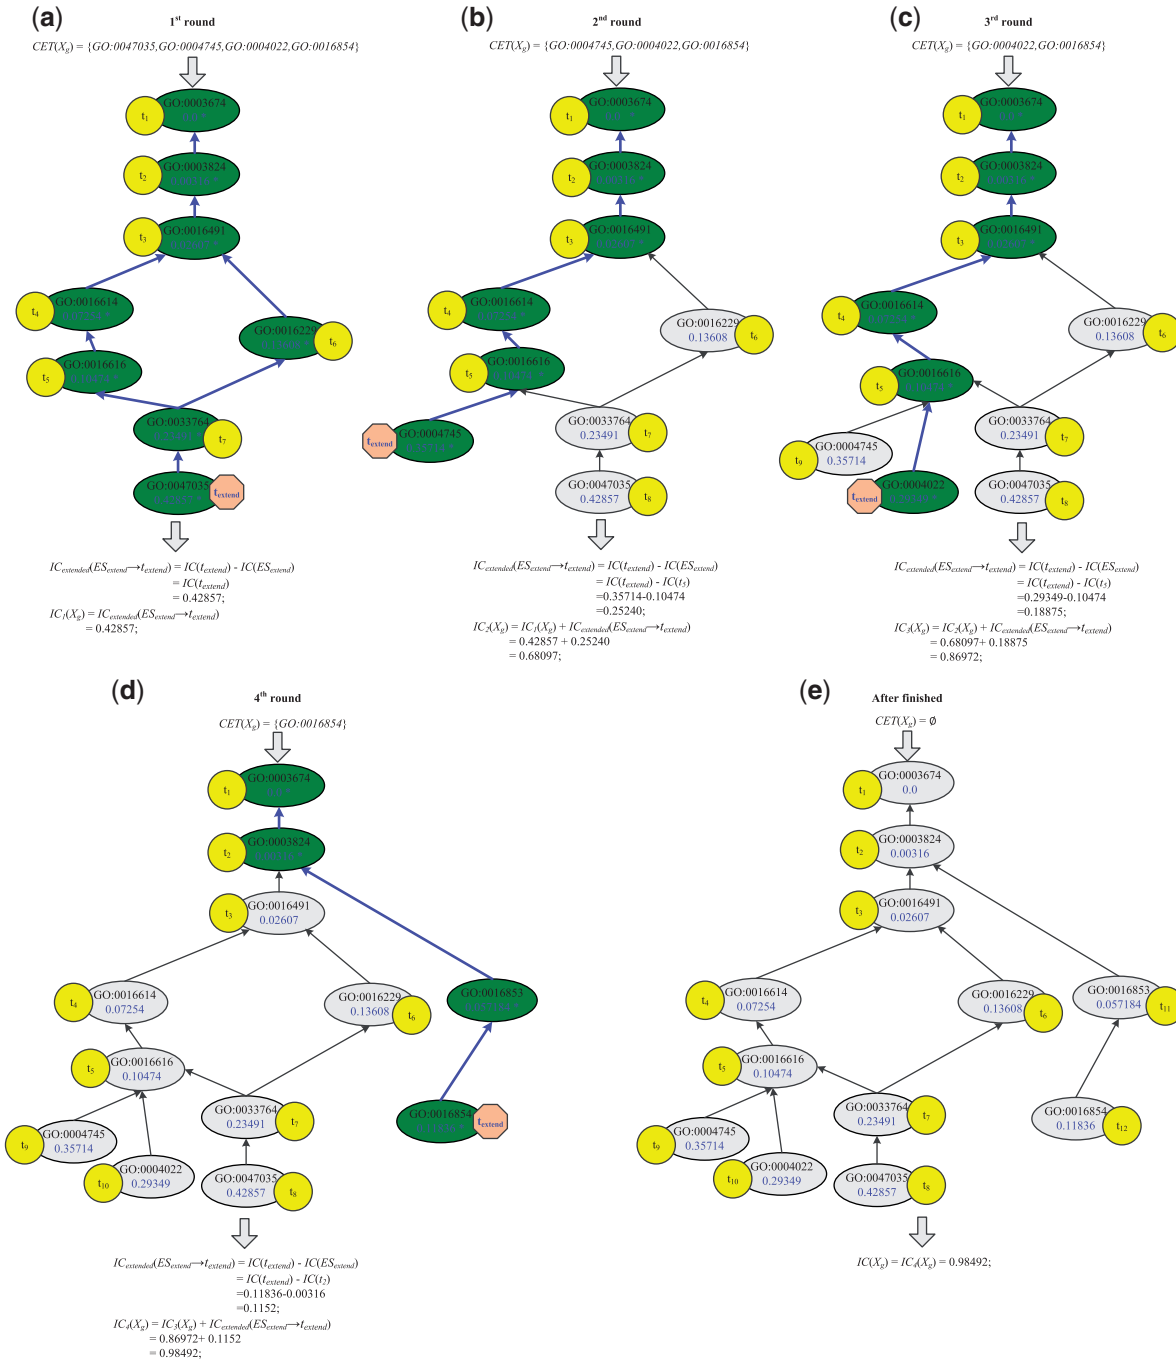 (a)
1st round
CET(Xg) = {GO:0047035,GO:0004745,GO:0004022,GO:0016854}
GO:0003674
t1
GO:0003824
t2
GO:0016491
t3
GO:0016614
t4
GO:0016229
t6
GO:0016616
t5
GO:0033764
t7
GO:0047035
textend
ICextended(ESextend→textend) = IC(textend) - IC(ESextend)
= IC(textend)
= 0.42857;
IC1(Xg) = ICextended(ESextend→textend)
= 0.42857;
(b)
2nd round
CET(Xg) = {GO:0004745,GO:0004022,GO:0016854}
GO:0003674
t1
GO:0003824
t2
GO:0016491
t3
GO:0016614
t4
GO:0016229
0.13608
t6
GO:0016616
t5
GO:0004745
textend
GO:0033764
0.23491
t7
GO:0047035
0.42857
t8
ICextended(ESextend→textend) = IC(textend) - IC(ESextend)
= IC(textend) - IC(t5)
=0.35714-0.10474
=0.25240;
IC2(Xg) = IC1(Xg) + ICextended(ESextend→textend)
= 0.42857 + 0.25240
= 0.68097;
(c)
3rd round
CET(Xg) = {GO:0004022,GO:0016854}
GO:0003674
t1
GO:0003824
t2
GO:0016491
t3
GO:0016614
t4
GO:0016229
0.13608
t6
GO:0016616
t5
GO:0004745
0.35714
t9
GO:0033764
0.23491
t7
GO:0004022
textend
GO:0047035
0.42857
t8
ICextended(ESextend→textend) = IC(textend) - IC(ESextend)
= IC(textend) - IC(t5)
=0.29349-0.10474
=0.18875;
IC3(Xg) = IC2(Xg) + ICextended(ESextend→textend)
= 0.68097+ 0.18875
= 0.86972;
(d)
4th round
CET(Xg) = {GO:0016854}
GO:0003674
t1
GO:0003824
t2
GO:0016491
0.02607
t3
GO:0016614
0.07254
t4
GO:0016229
0.13608
t6
GO:0016853
GO:0016616
0.10474
t5
GO:0033764
0.23491
t7
GO:0016854
textend
GO:0004745
0.35714
t9
GO:0004022
0.29349
t10
GO:0047035
0.42857
t8
ICextended(ESextend→textend) = IC(textend) - IC(ESextend)
= IC(textend) - IC(t2)
=0.11836-0.00316
=0.1152;
IC4(Xg) = IC3(Xg) + ICextended(ESextend→textend)
= 0.86972+ 0.1152
= 0.98492;
(e)
After finished
CET(Xg) = ∅
GO:0003674
0.0
t1
GO:0003824
0.00316
t2
GO:0016491
0.02607
t3
GO:0016614
0.07254
t4
GO:0016229
0.13608
t6
GO:0016853
0.057184
t11
GO:0016616
0.10474
t5
GO:0033764
0.23491
t7
GO:0016854
0.11836
t12
GO:0004745
0.35714
t9
GO:0004022
0.29349
t10
GO:0047035
0.42857
t8
IC(Xg) = IC4(Xg) = 0.98492;